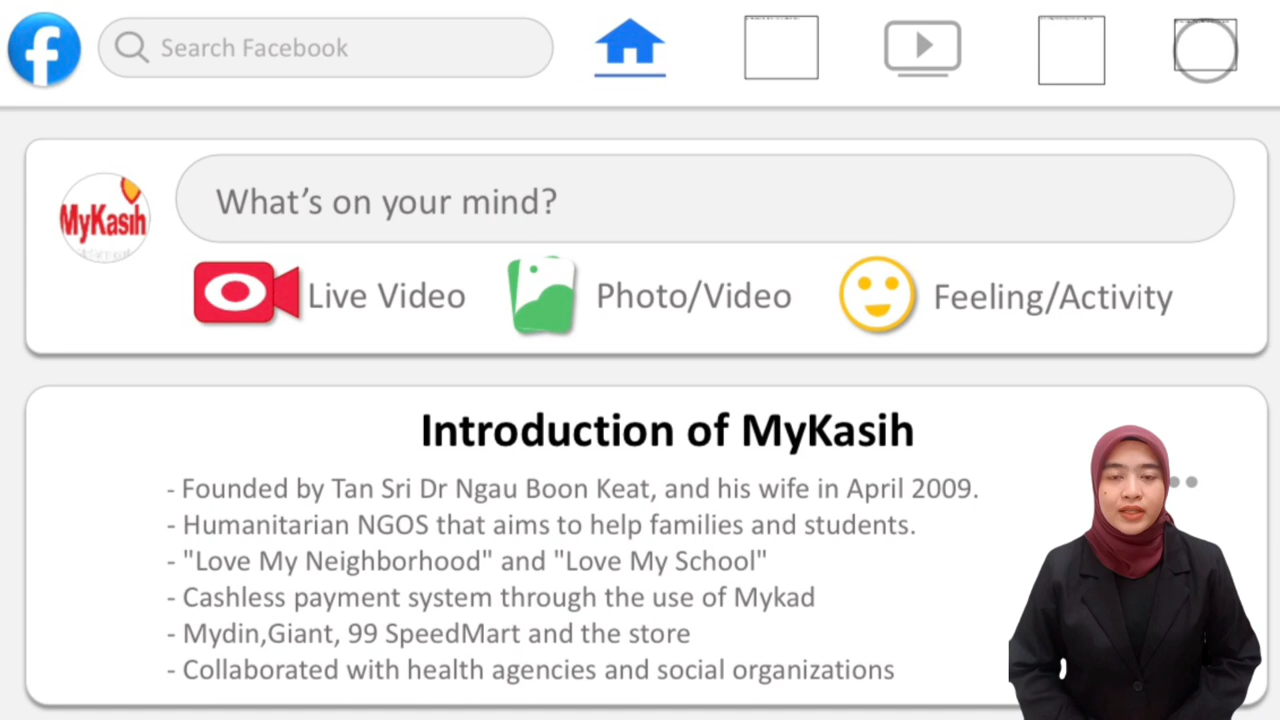 Search Facebook
What's on your mind?
MyKasih
Live Video
Photo/Video
Feeling/Activity
Introduction of MyKasih
- Founded by Tan Sri Dr Ngau Boon Keat, and his wife in April 2009.
- Humanitarian NGOS that aims to help families and students.
- "Love My Neighborhood" and "Love My School"
- Cashless payment system through the use of Mykad
- Mydin,Giant, 99 SpeedMart and the store
- Collaborated with health agencies and social organizations